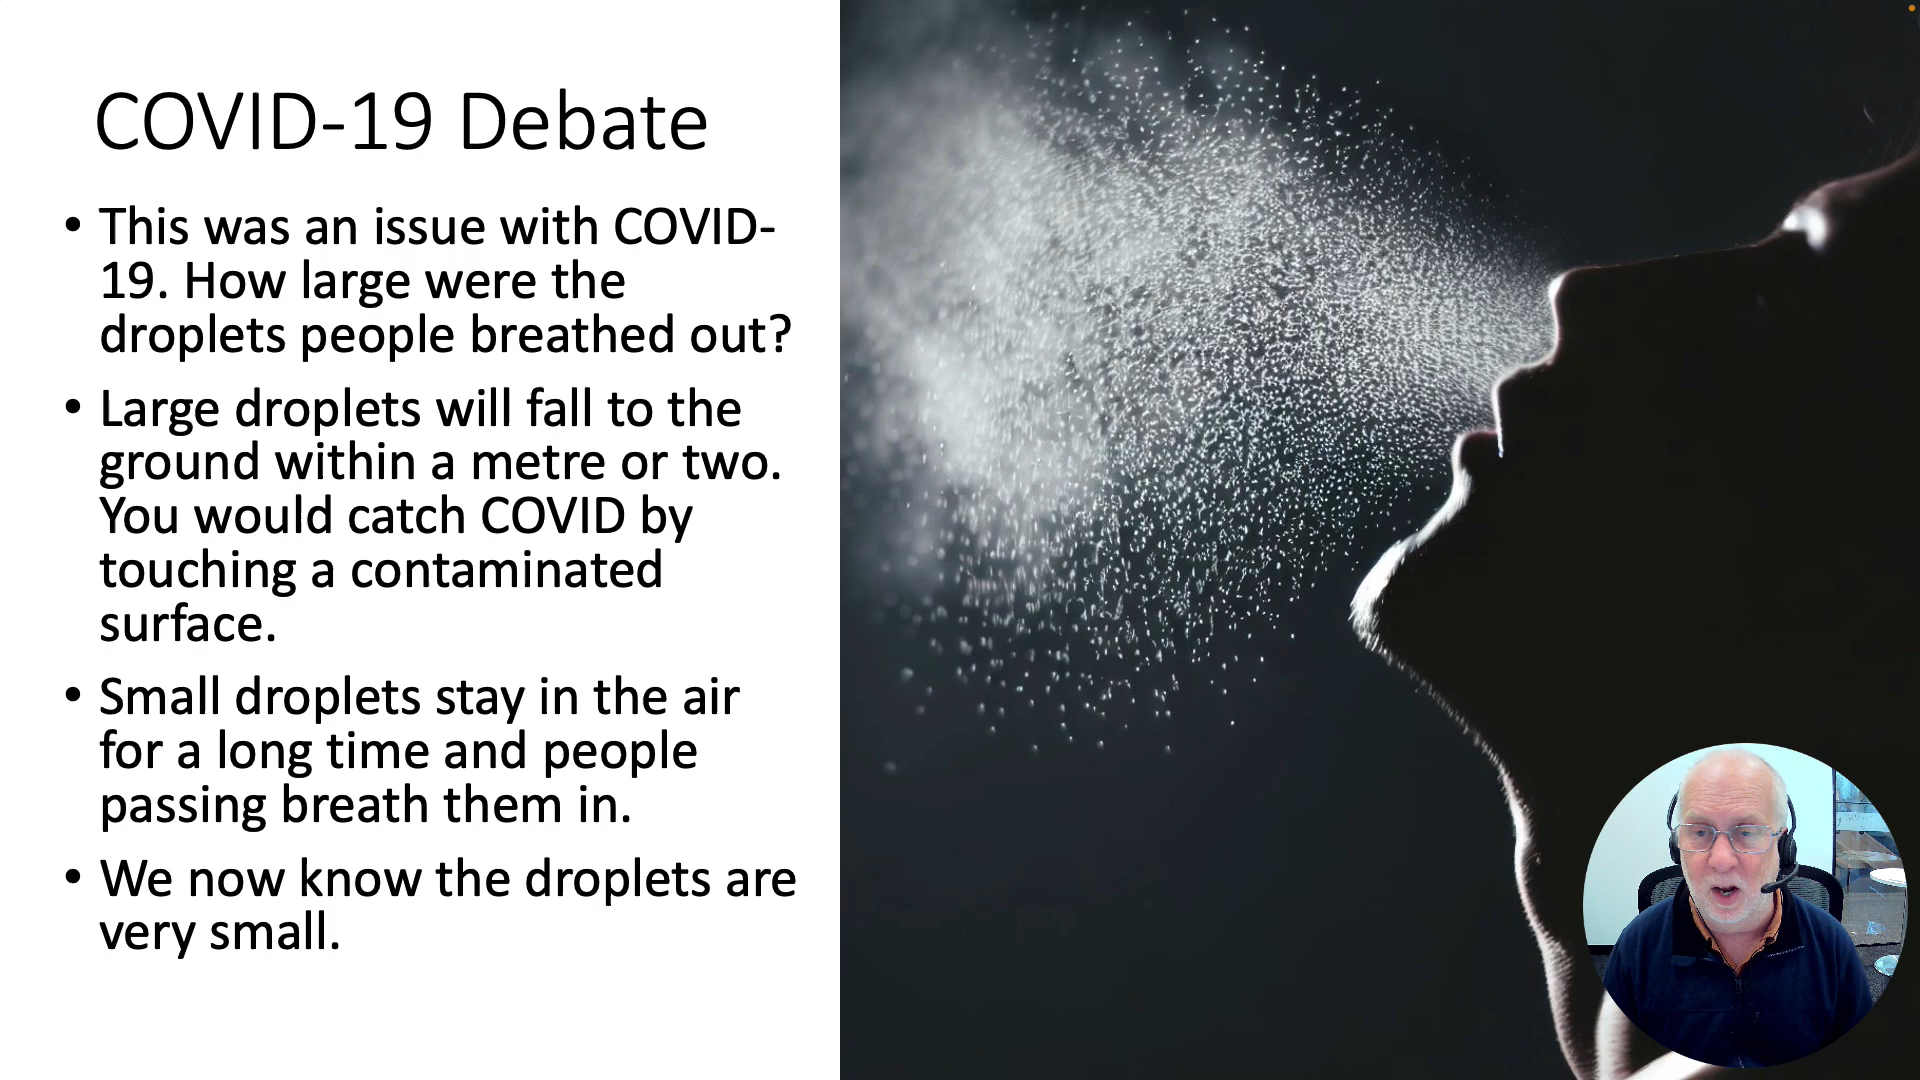 COVID-19 Debate
• This was an issue with COVID-
19. How large were the
droplets people breathed out?
• Large droplets will fall to the
ground within a metre or two.
You would catch COVID by
touching a contaminated
surface.
• Small droplets stay in the air
for a long time and people
passing breath them in.
• We now know the droplets are
very small.